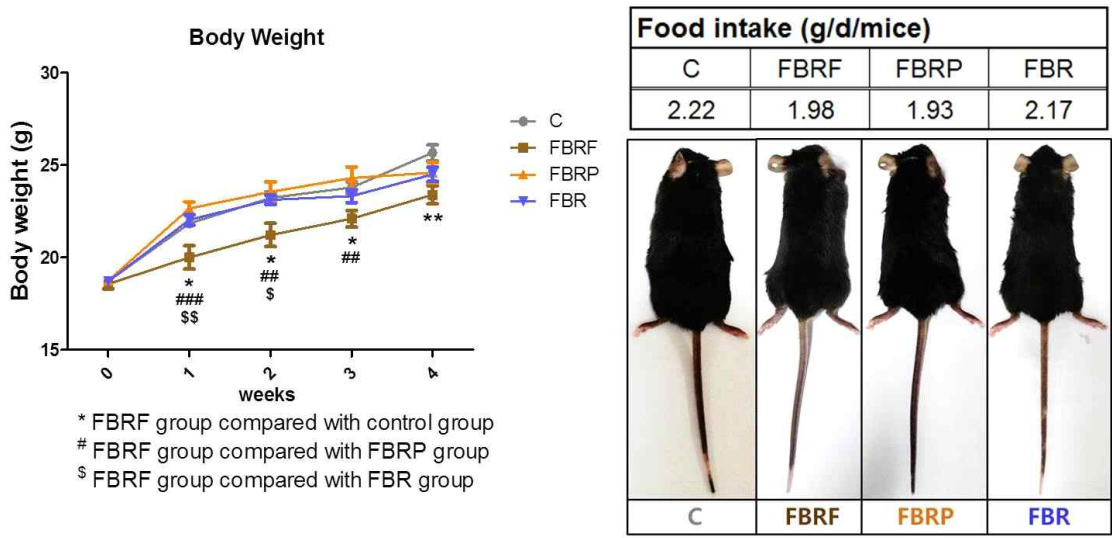 Body Weight
Body weight (g)
30
25
20
15
0
1
2
3
4
weeks
C
FBRF
FBRP
FBR
*
###
$$
*
##
$
*
##
**
* FBRF group compared with control group
# FBRF group compared with FBRP group
$ FBRF group compared with FBR group
Food intake (g/d/mice)
C FBRF FBRP FBR
2.22 1.98 1.93 2.17
C FBRF FBRP FBR